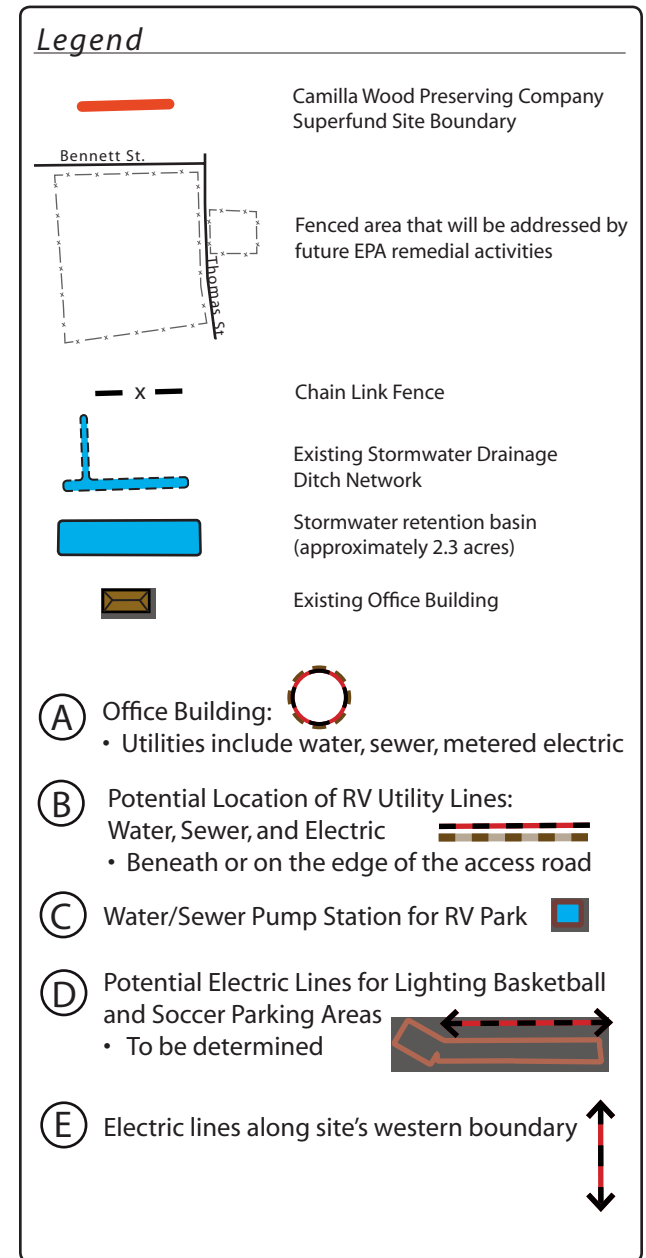 Legend
Camilla Wood Preserving Company
Superfund Site Boundary
Bennett St.
Thomas St
Fenced area that will be addressed by
future EPA remedial activities
x
Chain Link Fence
Existing Stormwater Drainage
Ditch Network
Stormwater retention basin
(approximately 2.3 acres)
Existing Office Building
A Office Building:
• Utilities include water, sewer, metered electric
B Potential Location of RV Utility Lines:
Water, Sewer, and Electric
• Beneath or on the edge of the access road
C Water/Sewer Pump Station for RV Park
D Potential Electric Lines for Lighting Basketball
and Soccer Parking Areas
• To be determined
E Electric lines along site's western boundary